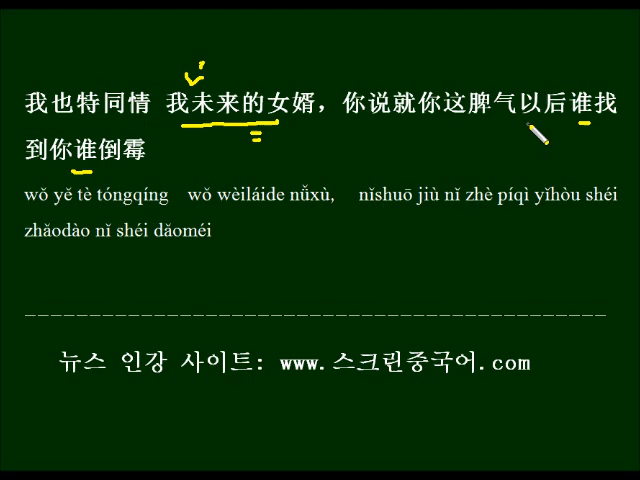 我也特同情 我未来的女婿，你说就你这脾气以后谁找
到你谁倒霉
wǒ yě tè tóngqíng wǒ wèiláide nǚxù, nǐshuō jiù nǐ zhè píqì yǐhòu shéi
zhǎodào nǐ shéi dǎoméi
뉴스 인강 사이트: www.스크린중국어.com